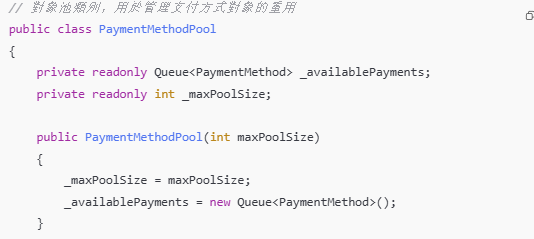 // 對象池類別，用於管理支付方式對象的重用
public class PaymentMethodPool
{
    private readonly Queue<PaymentMethod> _availablePayments;
    private readonly int _maxPoolSize;

    public PaymentMethodPool(int maxPoolSize)
    {
        _maxPoolSize = maxPoolSize;
        _availablePayments = new Queue<PaymentMethod>();
    }